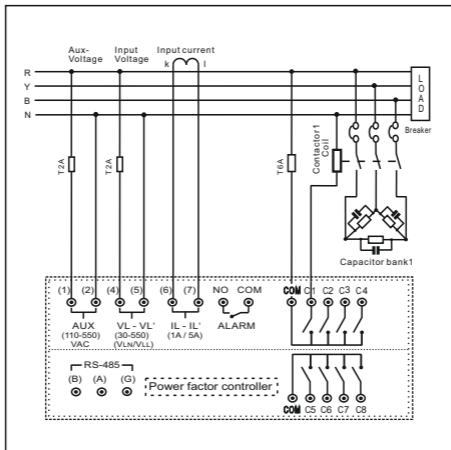 Aux-Voltage
Input Voltage
Input current
k l
R
Y
B
N
LOAD
Breaker
T2A
T2A
T6A
Contactor1 Coil
Capacitor bank1
(1) (2) (4) (5) (6) (7) NO COM COM C1 C2 C3 C4
AUX VL - VL' IL - IL' ALARM
(110-550) (30-550) (1A / 5A)
VAC (VLN/VLL)
RS-485
(B) (A) (G)
Power factor controller
COM C5 C6 C7 C8